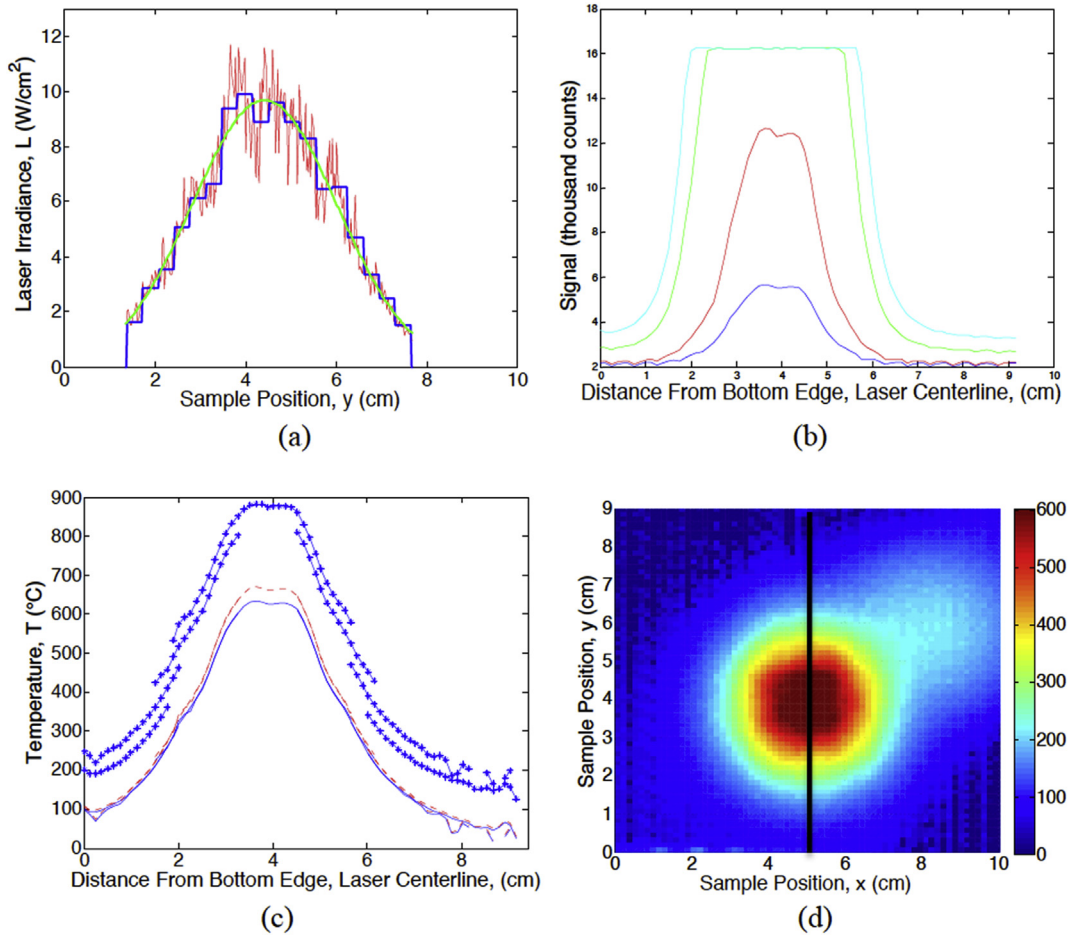 12
10
8
6
4
2
0
Laser Irradiance, L (W/cm²)
0 2 4 6 8 10
Sample Position, y (cm)
(a)
18
16
14
12
10
8
6
4
2
Signal (thousand counts)
0 1 2 3 4 5 6 7 8 9 10
Distance From Bottom Edge, Laser Centerline, (cm)
(b)
900
800
700
600
500
400
300
200
100
0
Temperature, T (°C)
0 2 4 6 8
Distance From Bottom Edge, Laser Centerline, (cm)
(c)
9
8
7
6
5
4
3
2
1
0
Sample Position, y (cm)
0 2 4 6 8 10
Sample Position, x (cm)
600
500
400
300
200
100
0
(d)